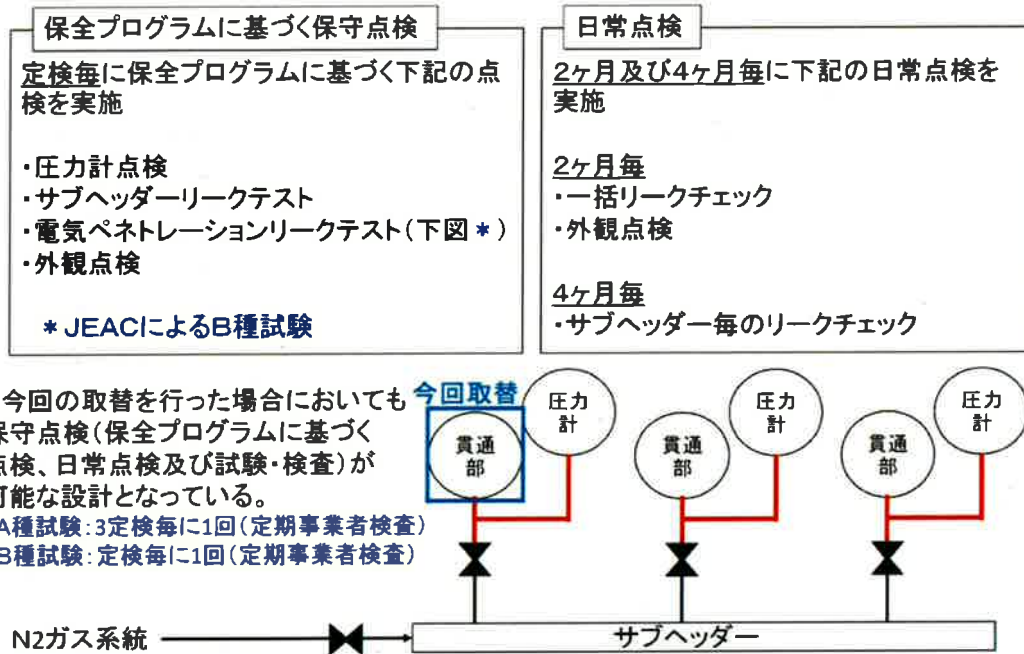 保全プログラムに基づく保守点検
定検毎に保全プログラムに基づく下記の点
検を実施
・圧力計点検
・サブヘッダーリークテスト
・電気ペネトレーションリークテスト(下図*)
・外観点検
*JEACによるB種試験
日常点検
2ヶ月及び4ヶ月毎に下記の日常点検を
実施
2ヶ月毎
・一括リークチェック
・外観点検
4ヶ月毎
・サブヘッダー毎のリークチェック
今回の取替を行った場合においても
保守点検(保全プログラムに基づく
点検、日常点検及び試験・検査)が
可能な設計となっている。
A種試験:3定検毎に1回(定期事業者検査)
B種試験:定検毎に1回(定期事業者検査)
今回取替
貫通
部
圧力
計
貫通
部
圧力
計
貫通
部
圧力
計
N2ガス系統
サブヘッダー